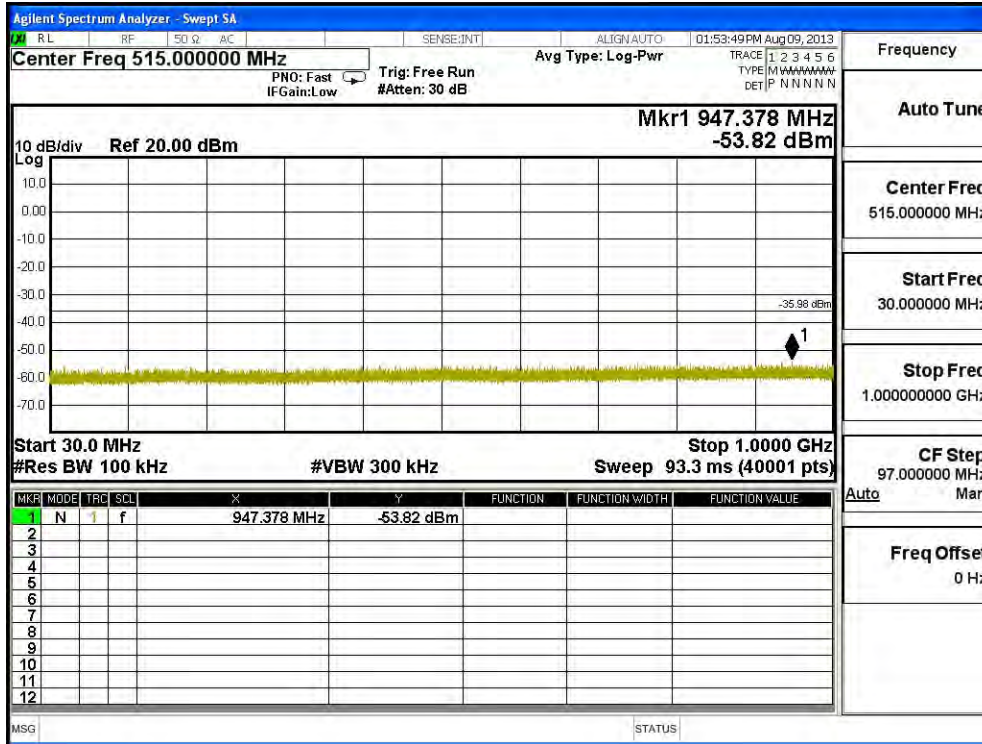 Agilent Spectrum Analyzer - Swept SA
RL RF 50 Ω AC SENSE:INT ALIGN AUTO 01:53:49 PM Aug 09, 2013
Center Freq 515.000000 MHz
PNO: Fast
IFGain:Low
Trig: Free Run
#Atten: 30 dB
Avg Type: Log-Pwr
TRACE 1 2 3 4 5 6
TYPE M WWWWW
DET P N N N N N
Mkr1 947.378 MHz
-53.82 dBm
10 dB/div Ref 20.00 dBm
Log
10.0
0.00
-10.0
-20.0
-30.0
-35.98 dBm
-40.0
-50.0
1
-60.0
-70.0
Start 30.0 MHz Stop 1.0000 GHz
#Res BW 100 kHz #VBW 300 kHz Sweep 93.3 ms (40001 pts)
MKR MODE TRC SCL X Y FUNCTION FUNCTION WIDTH FUNCTION VALUE
1 N 1 f 947.378 MHz -53.82 dBm
2
3
4
5
6
7
8
9
10
11
12
MSG STATUS
Frequency
Auto Tune
Center Freq
515.000000 MHz
Start Freq
30.000000 MHz
Stop Freq
1.000000000 GHz
CF Step
97.000000 MHz
Auto Man
Freq Offset
0 Hz